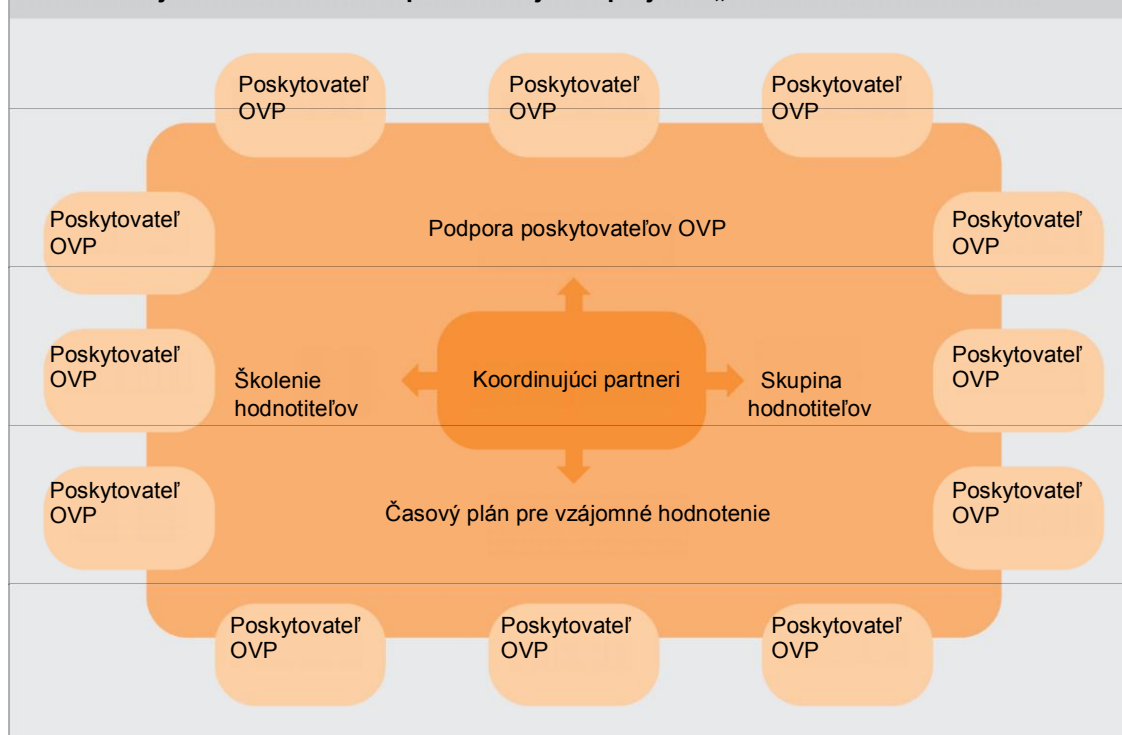 Poskytovateľ
OVP
Poskytovateľ
OVP
Poskytovateľ
OVP
Poskytovateľ
OVP
Podpora poskytovateľov OVP
Poskytovateľ
OVP
Poskytovateľ
OVP
Školenie
hodnotiteľov
Koordinujúci partneri
Skupina
hodnotiteľov
Poskytovateľ
OVP
Poskytovateľ
OVP
Časový plán pre vzájomné hodnotenie
Poskytovateľ
OVP
Poskytovateľ
OVP
Poskytovateľ
OVP
Poskytovateľ
OVP